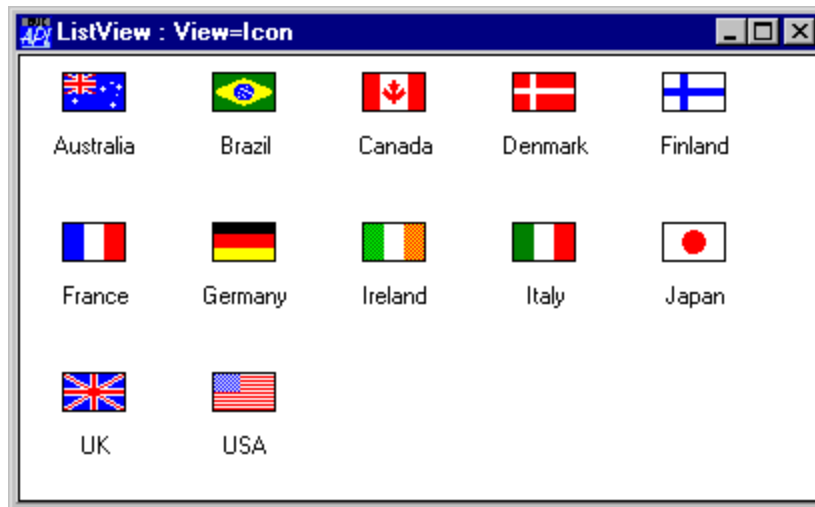 ListView : View=Icon
Australia Brazil Canada Denmark Finland
France Germany Ireland Italy Japan
UK USA